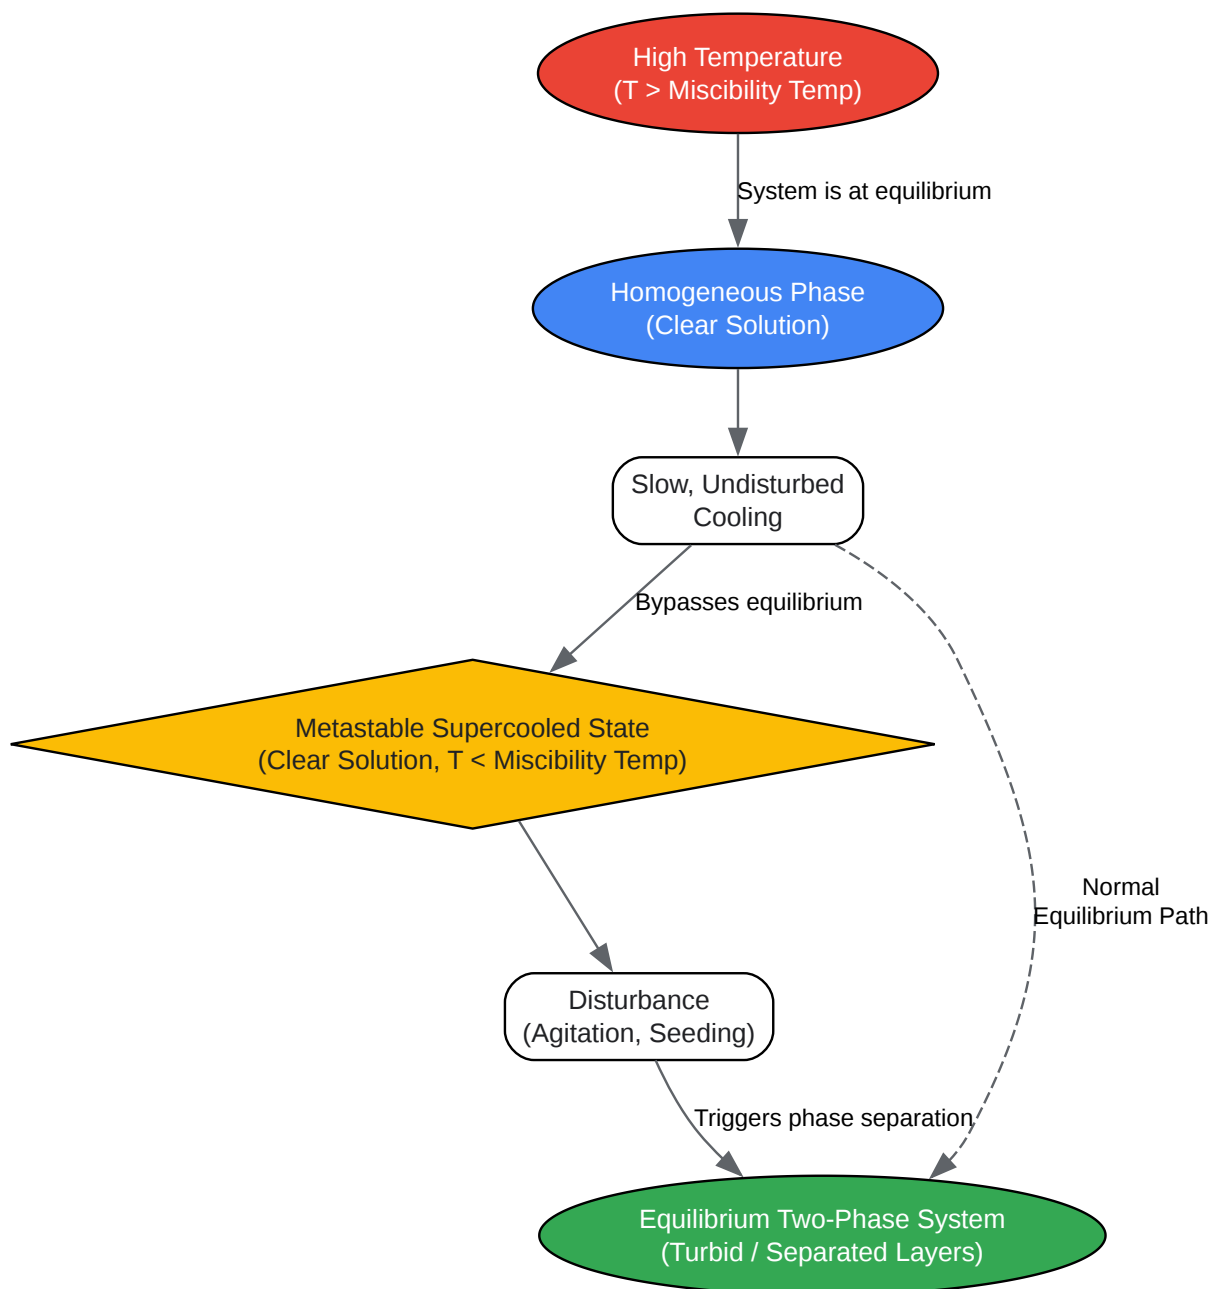 High Temperature
(T > Miscibility Temp)
System is at equilibrium
Homogeneous Phase
(Clear Solution)
Slow, Undisturbed
Cooling
Bypasses equilibrium
Metastable Supercooled State
(Clear Solution, T < Miscibility Temp)
Normal
Equilibrium Path
Disturbance
(Agitation, Seeding)
Triggers phase separation
Equilibrium Two-Phase System
(Turbid / Separated Layers)